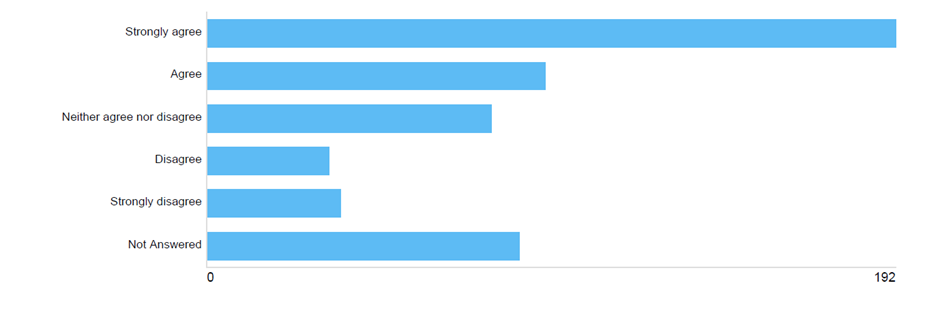 Strongly agree
Agree
Neither agree nor disagree
Disagree
Strongly disagree
Not Answered
0 192